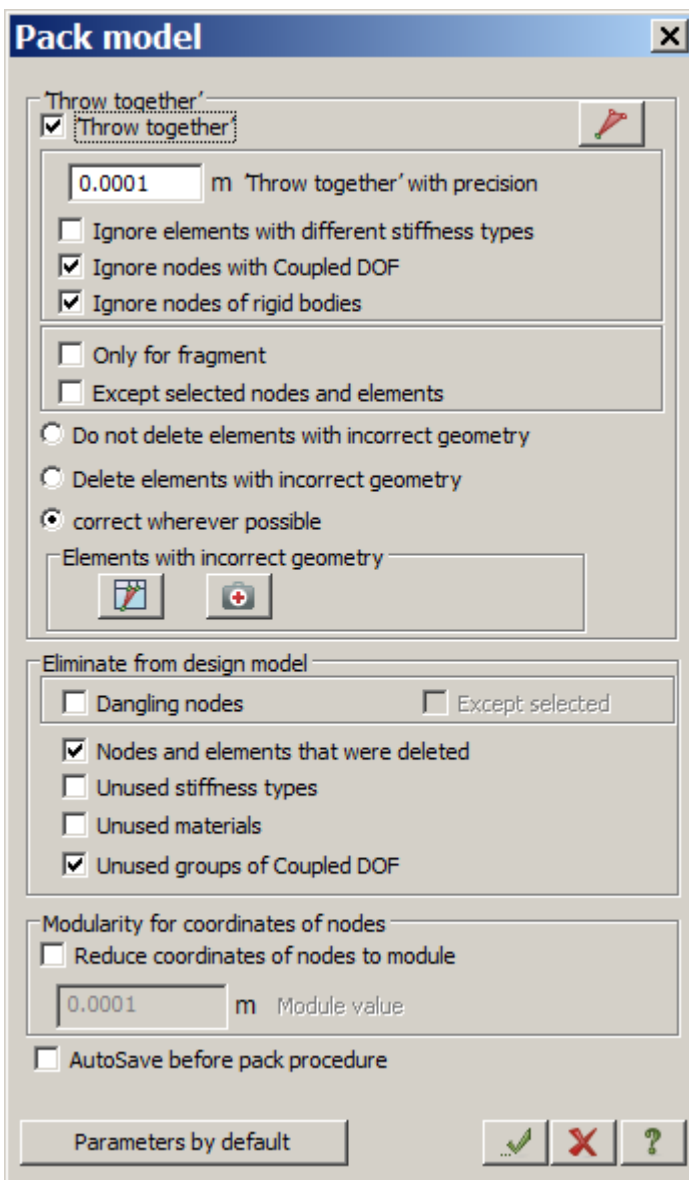 Pack model
'Throw together'
'Throw together'
0.0001 m 'Throw together' with precision
Ignore elements with different stiffness types
Ignore nodes with Coupled DOF
Ignore nodes of rigid bodies
Only for fragment
Except selected nodes and elements
Do not delete elements with incorrect geometry
Delete elements with incorrect geometry
correct wherever possible
Elements with incorrect geometry
Eliminate from design model
Dangling nodes Except selected
Nodes and elements that were deleted
Unused stiffness types
Unused materials
Unused groups of Coupled DOF
Modularity for coordinates of nodes
Reduce coordinates of nodes to module
0.0001 m Module value
AutoSave before pack procedure
Parameters by default ?